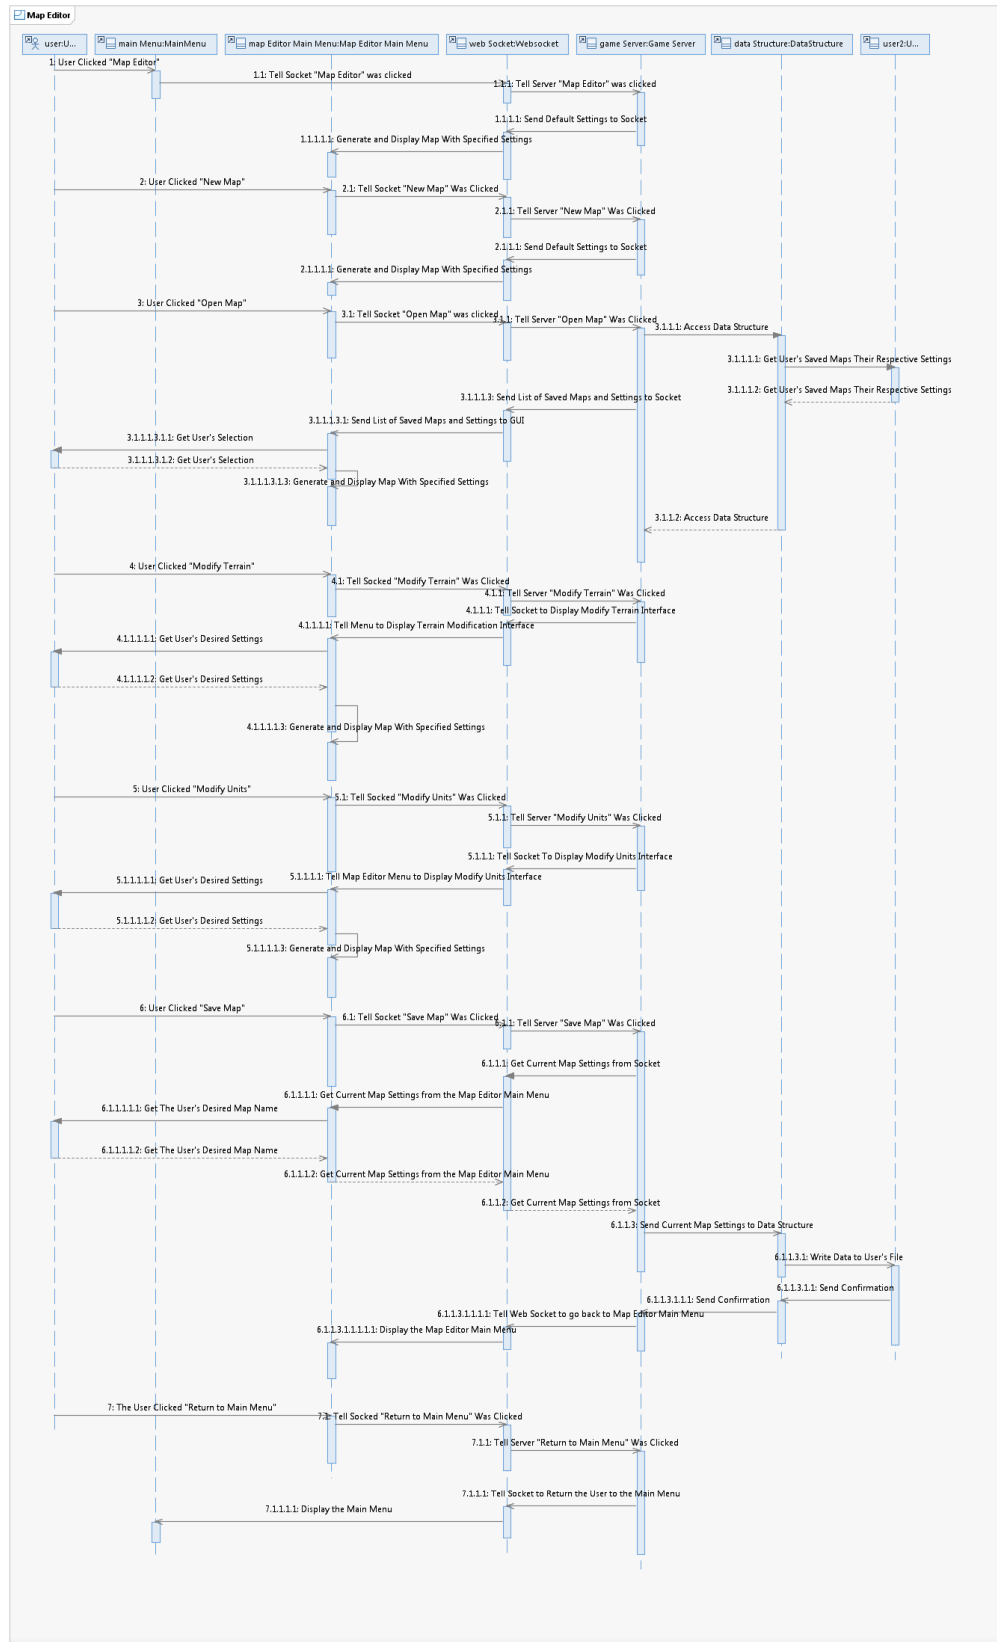 Map Editor
user:U...
main Menu:MainMenu
map Editor Main Menu:Map Editor Main Menu
web Socket:Websocket
game Server:Game Server
data Structure:DataStructure
user2:U...
1: User Clicked "Map Editor"
1.1: Tell Socket "Map Editor" was clicked
1.1.1: Tell Server "Map Editor" was clicked
1.1.1.1: Send Default Settings to Socket
1.1.1.1.1: Generate and Display Map With Specified Settings
2: User Clicked "New Map"
2.1: Tell Socket "New Map" Was Clicked
2.1.1: Tell Server "New Map" Was Clicked
2.1.1.1: Send Default Settings to Socket
2.1.1.1.1: Generate and Display Map With Specified Settings
3: User Clicked "Open Map"
3.1: Tell Socket "Open Map" was clicked
3.1.1: Tell Server "Open Map" Was Clicked
3.1.1.1: Access Data Structure
3.1.1.1.1: Get User's Saved Maps Their Respective Settings
3.1.1.1.2: Get User's Saved Maps Their Respective Settings
3.1.1.1.3: Send List of Saved Maps and Settings to Socket
3.1.1.1.3.1: Send List of Saved Maps and Settings to GUI
3.1.1.1.3.1.1: Get User's Selection
3.1.1.1.3.1.2: Get User's Selection
3.1.1.1.3.1.3: Generate and Display Map With Specified Settings
3.1.1.2: Access Data Structure
4: User Clicked "Modify Terrain"
4.1: Tell Socked "Modify Terrain" Was Clicked
4.1.1: Tell Server "Modify Terrain" Was Clicked
4.1.1.1: Tell Socket to Display Modify Terrain Interface
4.1.1.1.1: Tell Menu to Display Terrain Modification Interface
4.1.1.1.1.1: Get User's Desired Settings
4.1.1.1.1.2: Get User's Desired Settings
4.1.1.1.1.3: Generate and Display Map With Specified Settings
5: User Clicked "Modify Units"
5.1: Tell Socked "Modify Units" Was Clicked
5.1.1: Tell Server "Modify Units" Was Clicked
5.1.1.1: Tell Socket To Display Modify Units Interface
5.1.1.1.1: Tell Map Editor Menu to Display Modify Units Interface
5.1.1.1.1.1: Get User's Desired Settings
5.1.1.1.1.2: Get User's Desired Settings
5.1.1.1.1.3: Generate and Display Map With Specified Settings
6: User Clicked "Save Map"
6.1: Tell Socket "Save Map" Was Clicked
6.1.1: Tell Server "Save Map" Was Clicked
6.1.1.1: Get Current Map Settings from Socket
6.1.1.1.1: Get Current Map Settings from the Map Editor Main Menu
6.1.1.1.1.1: Get The User's Desired Map Name
6.1.1.1.1.2: Get The User's Desired Map Name
6.1.1.1.2: Get Current Map Settings from the Map Editor Main Menu
6.1.1.2: Get Current Map Settings from Socket
6.1.1.3: Send Current Map Settings to Data Structure
6.1.1.3.1: Write Data to User's File
6.1.1.3.1.1: Send Confirmation
6.1.1.3.1.1.1: Send Confirmation
6.1.1.3.1.1.1.1: Tell Web Socket to go back to Map Editor Main Menu
6.1.1.3.1.1.1.1.1: Display the Map Editor Main Menu
7: The User Clicked "Return to Main Menu"
7.1: Tell Socked "Return to Main Menu" Was Clicked
7.1.1: Tell Server "Return to Main Menu" Was Clicked
7.1.1.1: Tell Socket to Return the User to the Main Menu
7.1.1.1.1: Display the Main Menu